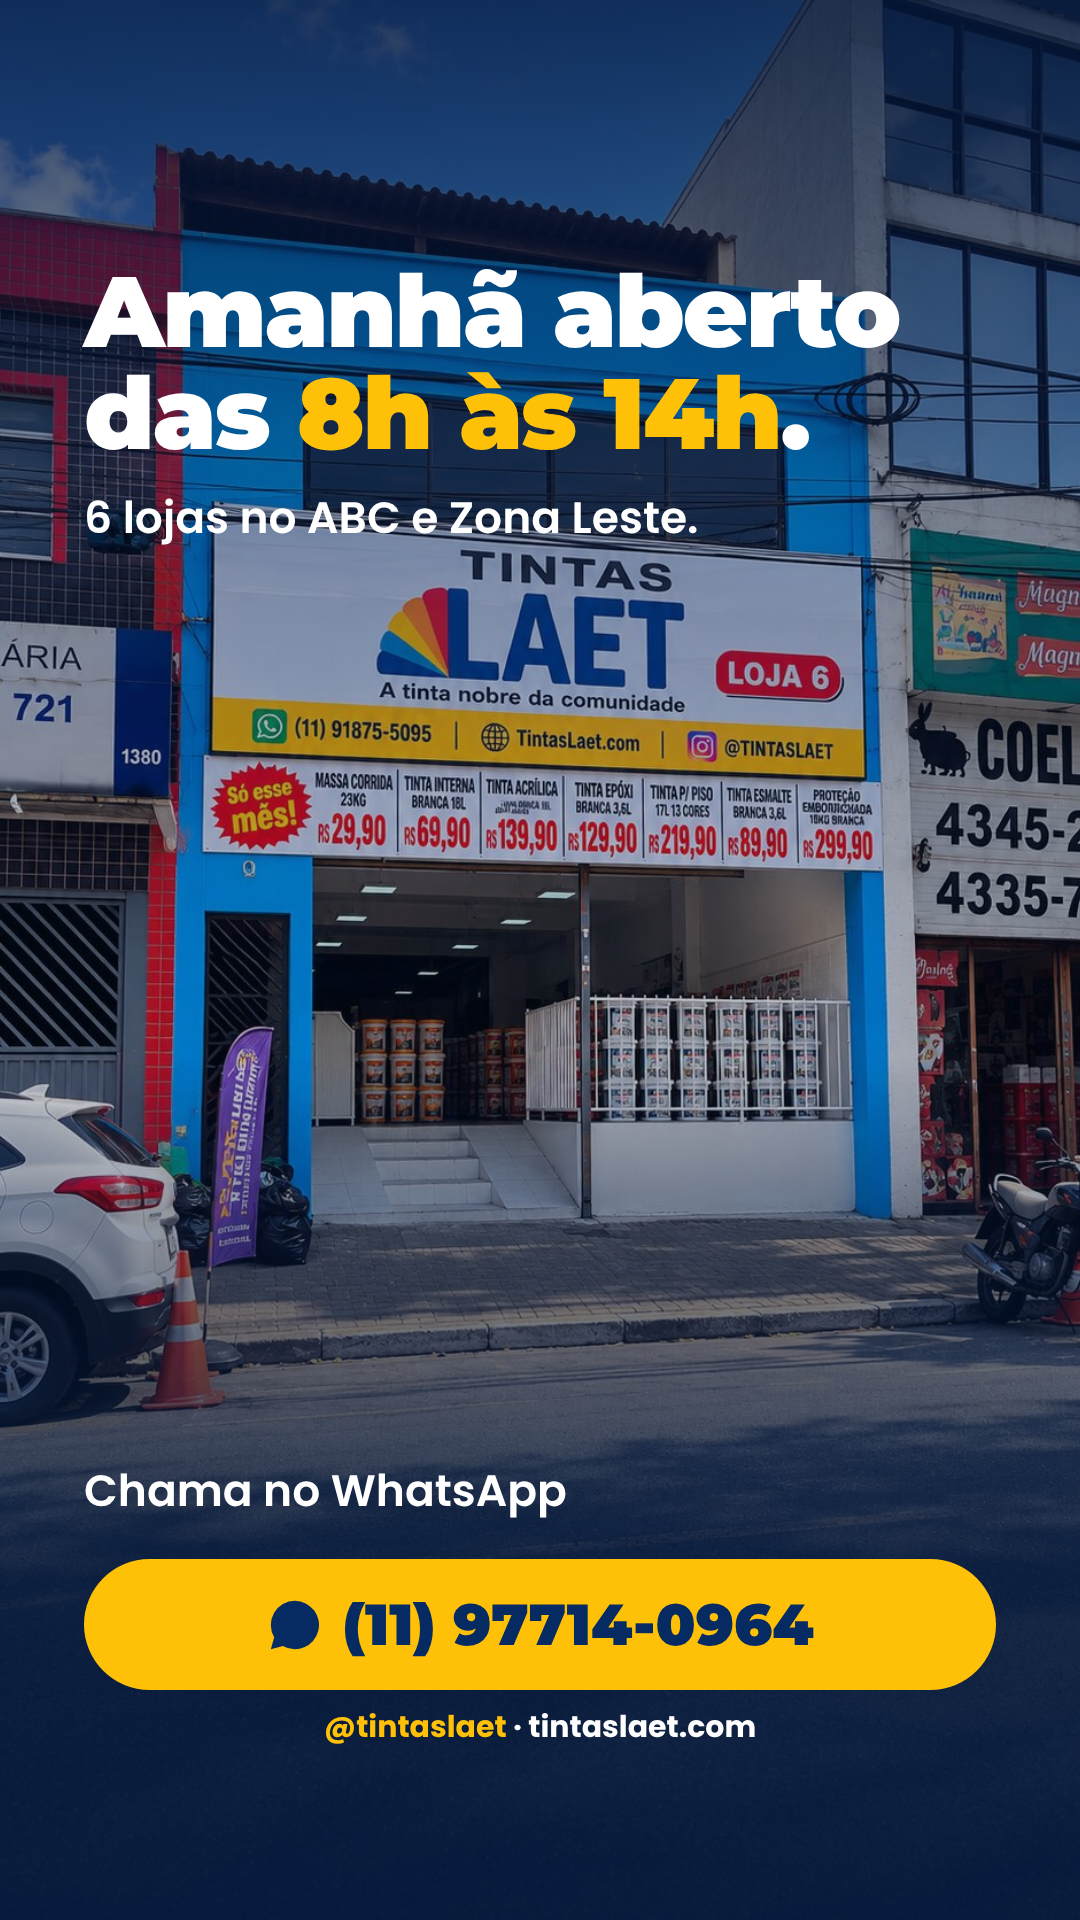 Amanhã aberto
das 8h às 14h.
6 lojas no ABC e Zona Leste.
TINTAS
LAET
LOJA 6
A tinta nobre da comunidade
(11) 91875-5095 | TintasLaet.com | @TINTASLAET
ÁRIA
721
1380
Magn
Magn
COEL
4345-2
4335-7
Só esse
mês!
MASSA CORRIDA
23KG
R$29,90
TINTA INTERNA
BRANCA 18L
R$69,90
TINTA ACRÍLICA
R$139,90
TINTA EPÓXI
BRANCA 3,6L
R$129,90
TINTA P/ PISO
17L 13 CORES
R$219,90
TINTA ESMALTE
BRANCA 3,6L
R$89,90
PROTEÇÃO
R$299,90
Chama no WhatsApp
(11) 97714-0964
@tintaslaet · tintaslaet.com